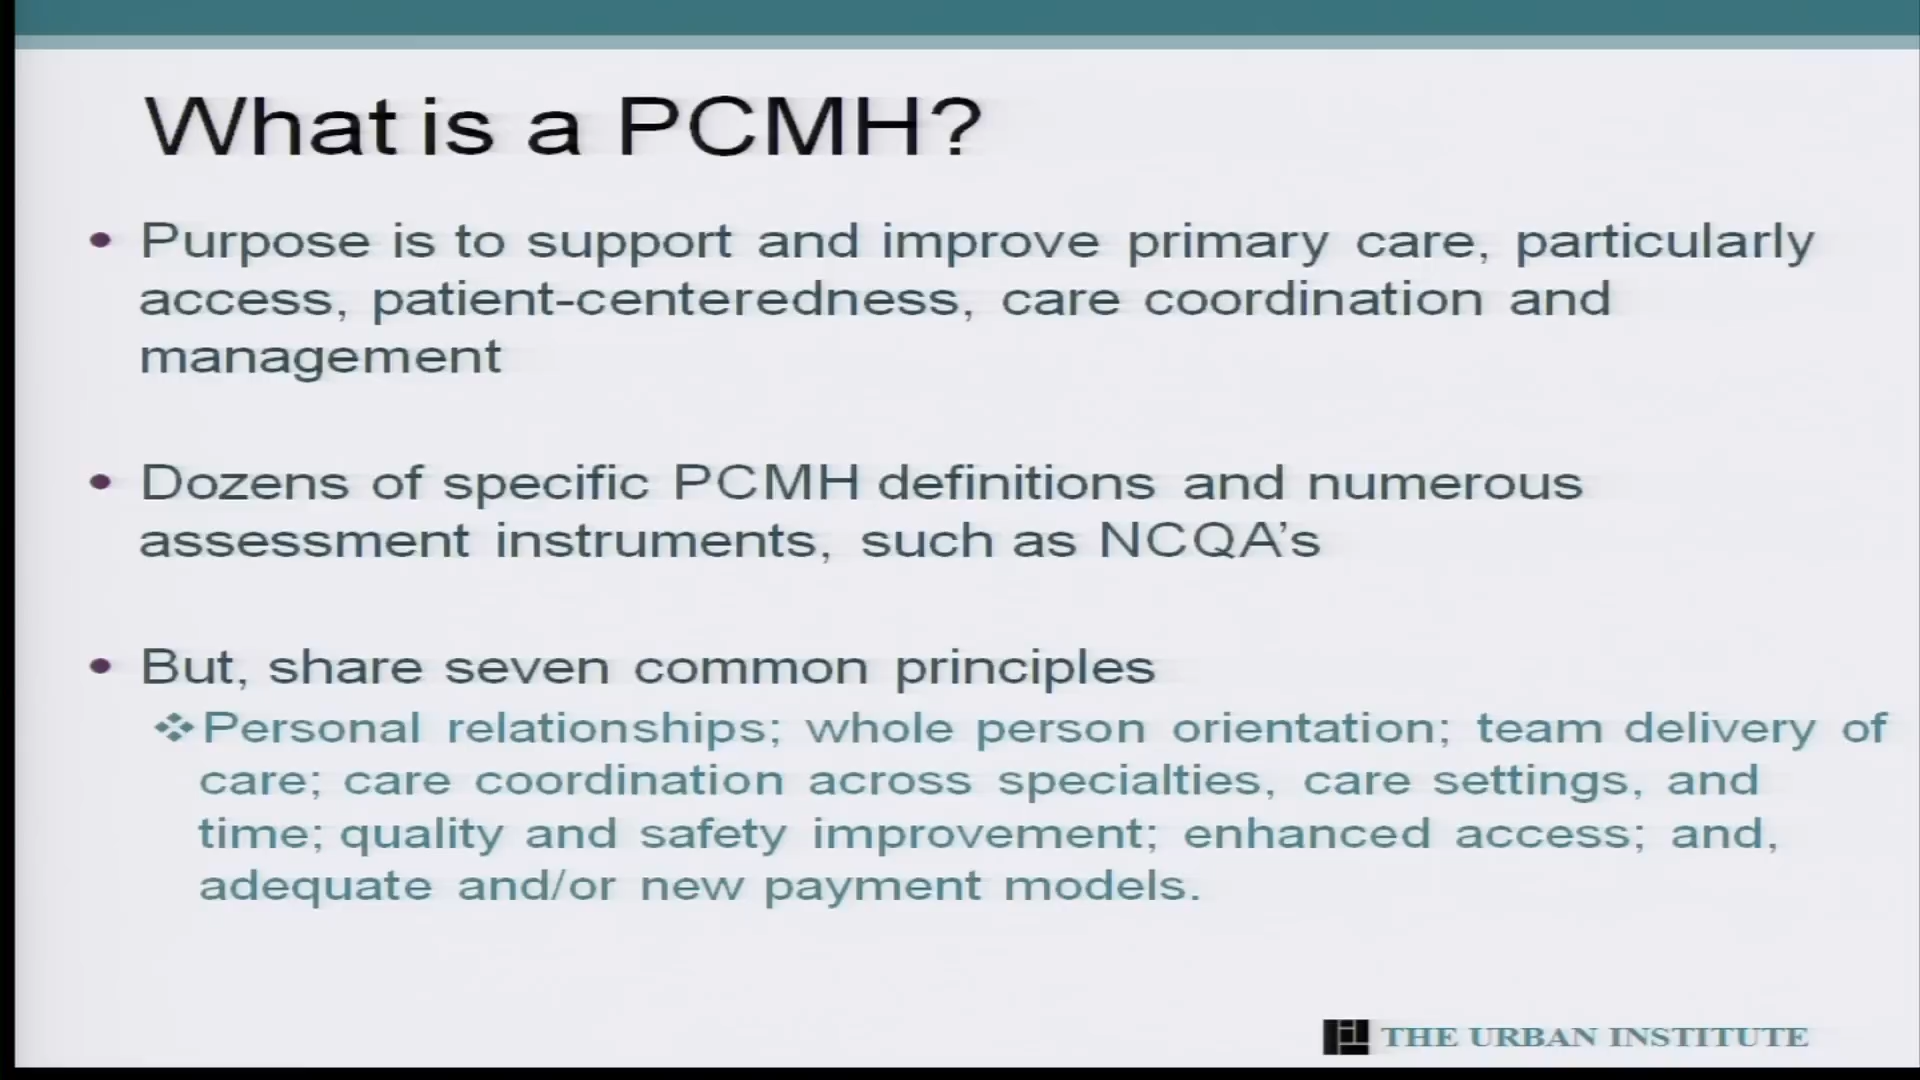 What is a PCMH?
• Purpose is to support and improve primary care, particularly
access, patient-centeredness, care coordination and
management
• Dozens of specific PCMH definitions and numerous
assessment instruments, such as NCQA’s
• But, share seven common principles
❖Personal relationships; whole person orientation; team delivery of
care; care coordination across specialties, care settings, and
time; quality and safety improvement; enhanced access; and,
adequate and/or new payment models.
THE URBAN INSTITUTE